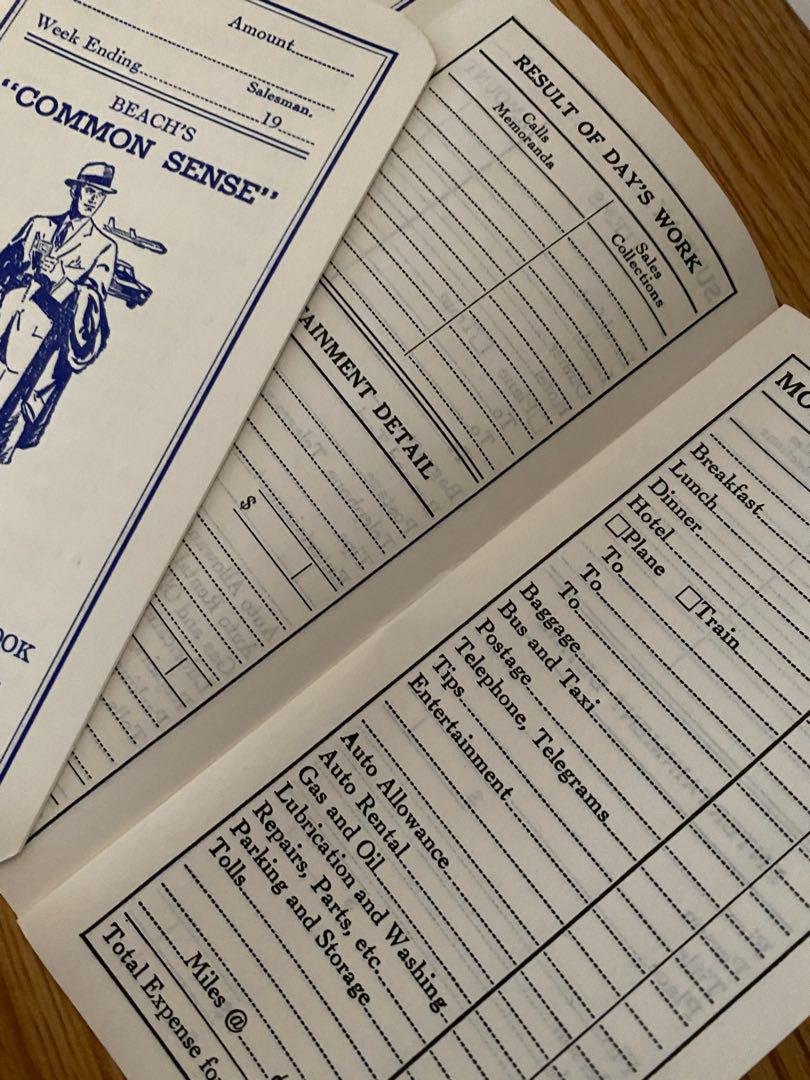 Amount
Week Ending
Salesman.
19
BEACH'S
"COMMON SENSE"
OOK
RESULT OF DAY'S WORK
Calls
Memoranda
Sales
Collections
AINMENT DETAIL
$
MO
Breakfast
Lunch
Dinner
Hotel
Plane Train
To
To
To
Baggage
Bus and Taxi
Postage
Telephone, Telegrams
Tips
Entertainment
Auto Allowance
Auto Rental
Gas and Oil
Lubrication and Washing
Repairs, Parts, etc.
Parking and Storage
Tolls
Miles @
Total Expense for